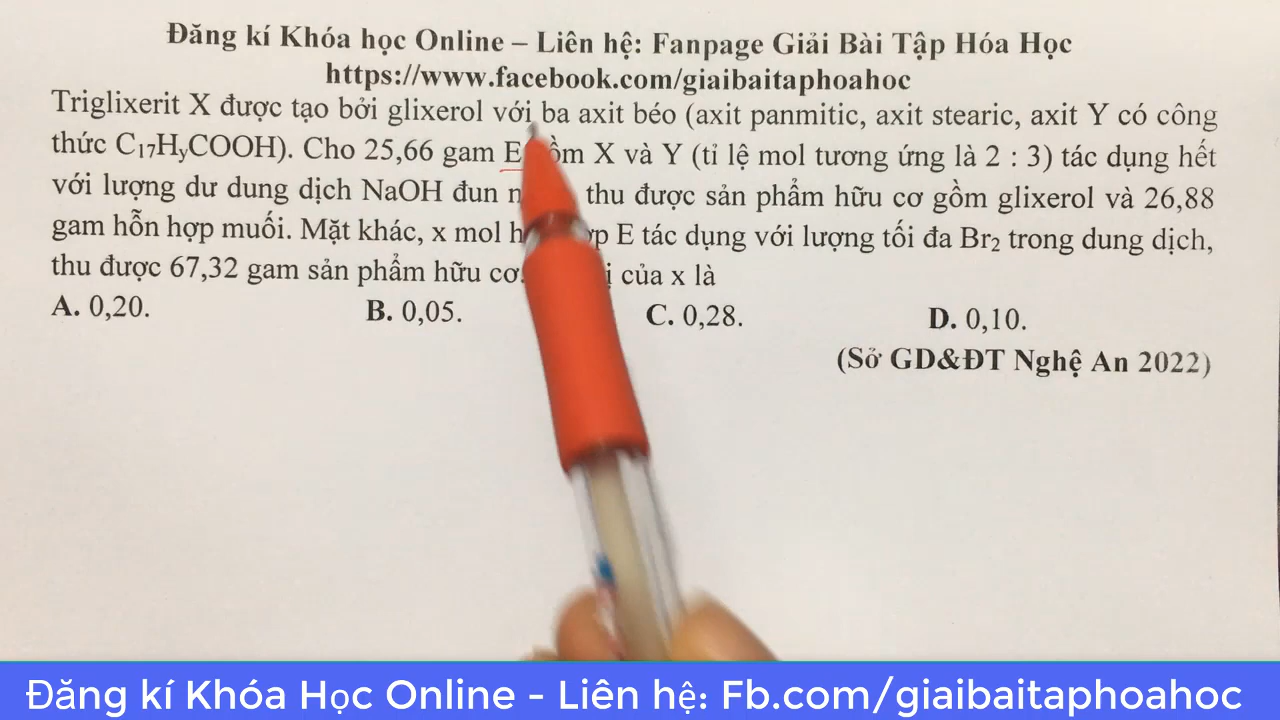 Đăng kí Khóa học Online – Liên hệ: Fanpage Giải Bài Tập Hóa Học
https://www.facebook.com/giaibaitaphoahoc
Triglixerit X được tạo bởi glixerol với ba axit béo (axit panmitic, axit stearic, axit Y có công
thức C₁₇HᵧCOOH). Cho 25,66 gam E X và Y (tỉ lệ mol tương ứng là 2 : 3) tác dụng hết
với lượng dư dung dịch NaOH đun thu được sản phẩm hữu cơ gồm glixerol và 26,88
gam hỗn hợp muối. Mặt khác, x mol E tác dụng với lượng tối đa Br₂ trong dung dịch,
thu được 67,32 gam sản phẩm hữu cơ. của x là
A. 0,20. B. 0,05. C. 0,28. D. 0,10.
(Sở GD&ĐT Nghệ An 2022)
Đăng kí Khóa Học Online - Liên hệ: Fb.com/giaibaitaphoahoc